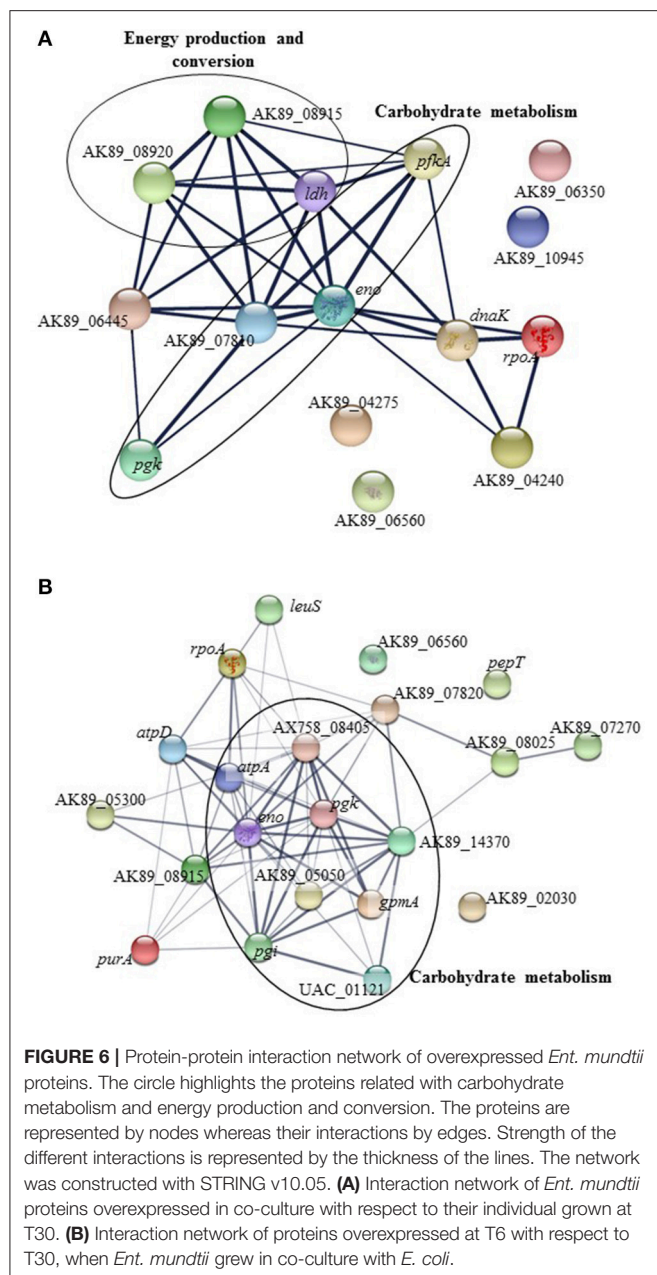 A
Energy production and
conversion
AK89_08915
Carbohydrate metabolism
AK89_08920
pfkA
ldh
AK89_06350
AK89_10945
eno
dnaK
AK89_06445
AK89_07810
rpoA
AK89_04275
pgk
AK89_04240
AK89_06560
B
leuS
rpoA
AK89_06560
pepT
AK89_07820
AX758_08405
AK89_07270
atpD
AK89_08025
atpA
AK89_05300
pgk
eno
AK89_14370
AK89_08915
AK89_05050
gpmA
AK89_02030
purA
pgi
Carbohydrate metabolism
UAC_01121
FIGURE 6 | Protein-protein interaction network of overexpressed Ent. mundtii
proteins. The circle highlights the proteins related with carbohydrate
metabolism and energy production and conversion. The proteins are
represented by nodes whereas their interactions by edges. Strength of the
different interactions is represented by the thickness of the lines. The network
was constructed with STRING v10.05. (A) Interaction network of Ent. mundtii
proteins overexpressed in co-culture with respect to their individual grown at
T30. (B) Interaction network of proteins overexpressed at T6 with respect to
T30, when Ent. mundtii grew in co-culture with E. coli.